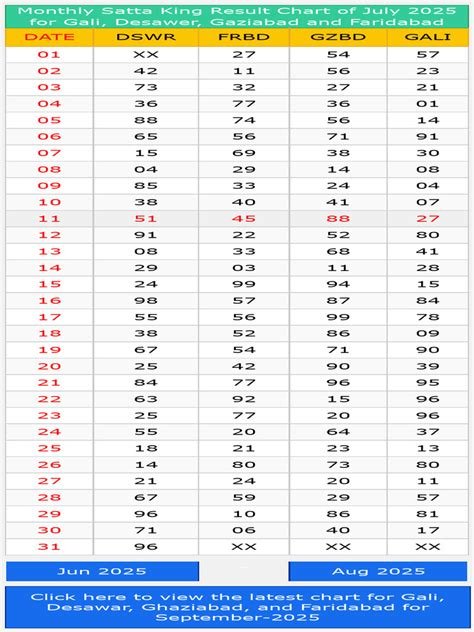 Monthly Satta King Result Chart of July 2025
for Gali, Desawer, Gaziabad and Faridabad
DATE DSWR FRBD GZBD GALI
01 XX 27 54 57
02 42 11 56 23
03 73 32 27 21
04 36 77 36 01
05 88 74 56 14
06 65 56 71 91
07 15 69 38 30
08 04 29 14 08
09 85 33 24 04
10 38 40 41 07
11 51 45 88 27
12 91 22 52 80
13 08 33 68 41
14 29 03 11 28
15 24 99 94 15
16 98 57 87 84
17 55 56 99 78
18 38 52 86 09
19 67 54 71 90
20 25 42 90 39
21 84 77 96 95
22 63 92 15 96
23 25 77 20 96
24 55 20 64 37
25 18 21 23 13
26 14 80 73 80
27 21 24 20 11
28 67 59 29 57
29 96 10 86 81
30 71 06 40 17
31 96 XX XX XX
Jun 2025 Aug 2025
Click here to view the latest chart for Gali,
Desawar, Ghaziabad, and Faridabad for
September-2025